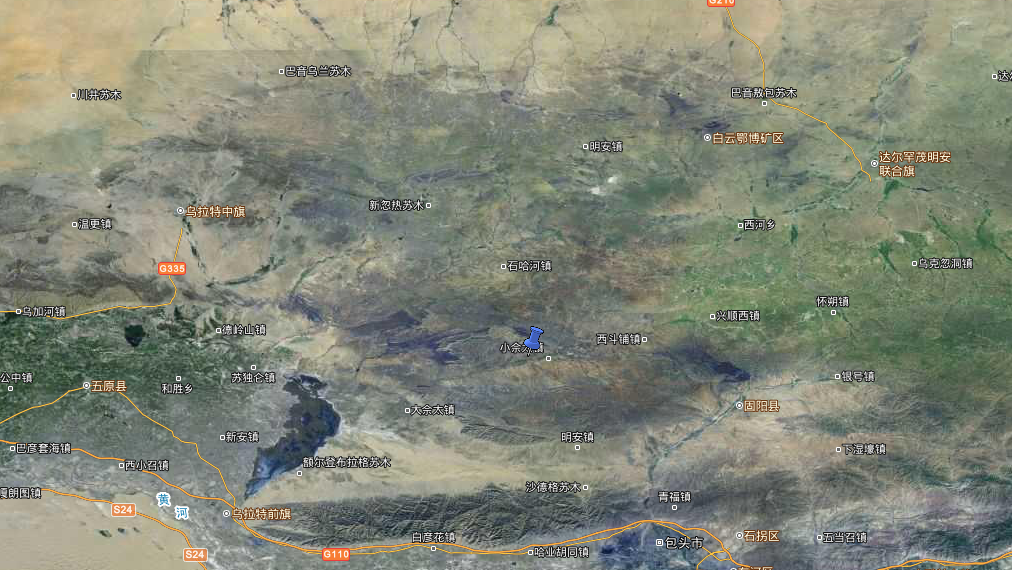 G210
巴音乌兰苏木
川井苏木
巴音敖包苏木
白云鄂博矿区
明安镇
达尔罕茂明安
联合旗
新忽热苏木
乌拉特中旗
温更镇
西河乡
石哈河镇
乌克忽洞镇
G335
怀朔镇
乌加河镇
兴顺西镇
德岭山镇
西斗铺镇
公中镇
苏独仑镇
银号镇
五原县
和胜乡
固阳县
大佘太镇
新安镇
明安镇
巴彦套海镇
下湿壕镇
西小召镇
额尔登布拉格苏木
沙德格苏木
青福镇
黄
河
S24
乌拉特前旗
白彦花镇
石拐区
五当召镇
包头市
S24
G110
哈业胡同镇